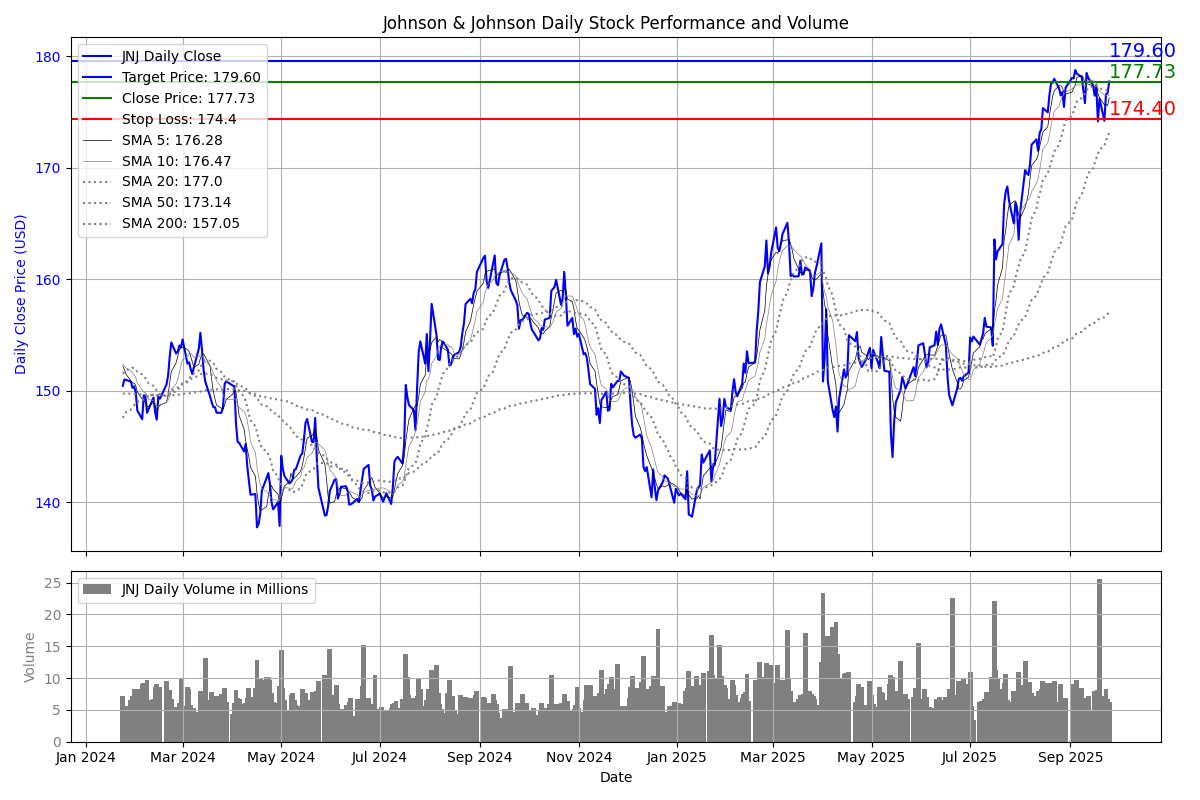 Johnson & Johnson Daily Stock Performance and Volume
Daily Close Price (USD)
180
170
160
150
140
JNJ Daily Close
Target Price: 179.60
Close Price: 177.73
Stop Loss: 174.4
SMA 5: 176.28
SMA 10: 176.47
SMA 20: 177.0
SMA 50: 173.14
SMA 200: 157.05
179.60
177.73
174.40
Volume
25
20
15
10
5
0
JNJ Daily Volume in Millions
Jan 2024 Mar 2024 May 2024 Jul 2024 Sep 2024 Nov 2024 Jan 2025 Mar 2025 May 2025 Jul 2025 Sep 2025
Date